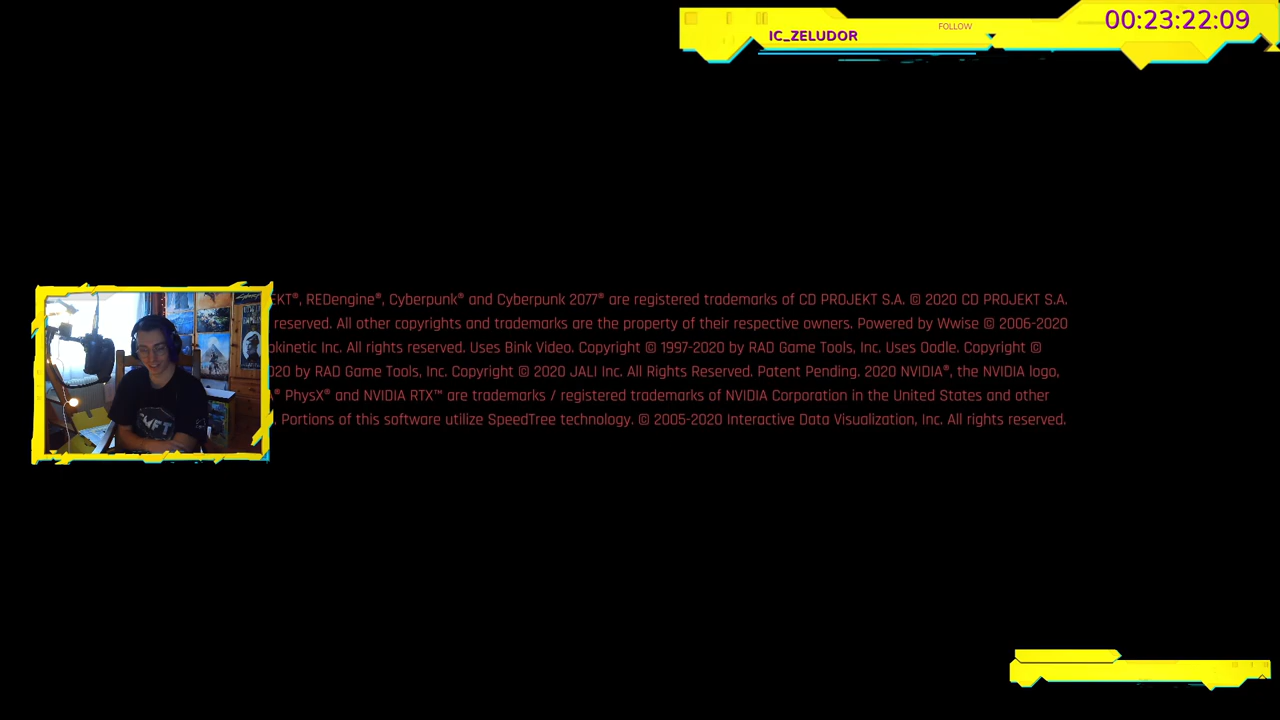 00:23:22:09
FOLLOW
IC_ZELUDOR
EKT®, REDengine®, Cyberpunk® and Cyberpunk 2077® are registered trademarks of CD PROJEKT S.A. © 2020 CD PROJEKT S.A.
reserved. All other copyrights and trademarks are the property of their respective owners. Powered by Wwise © 2006-2020
okinetic Inc. All rights reserved. Uses Bink Video. Copyright © 1997-2020 by RAD Game Tools, Inc. Uses Oodle. Copyright ©
020 by RAD Game Tools, Inc. Copyright © 2020 JALI Inc. All Rights Reserved. Patent Pending. 2020 NVIDIA®, the NVIDIA logo,
A® PhysX® and NVIDIA RTX™ are trademarks / registered trademarks of NVIDIA Corporation in the United States and other
. Portions of this software utilize SpeedTree technology. © 2005-2020 Interactive Data Visualization, Inc. All rights reserved.